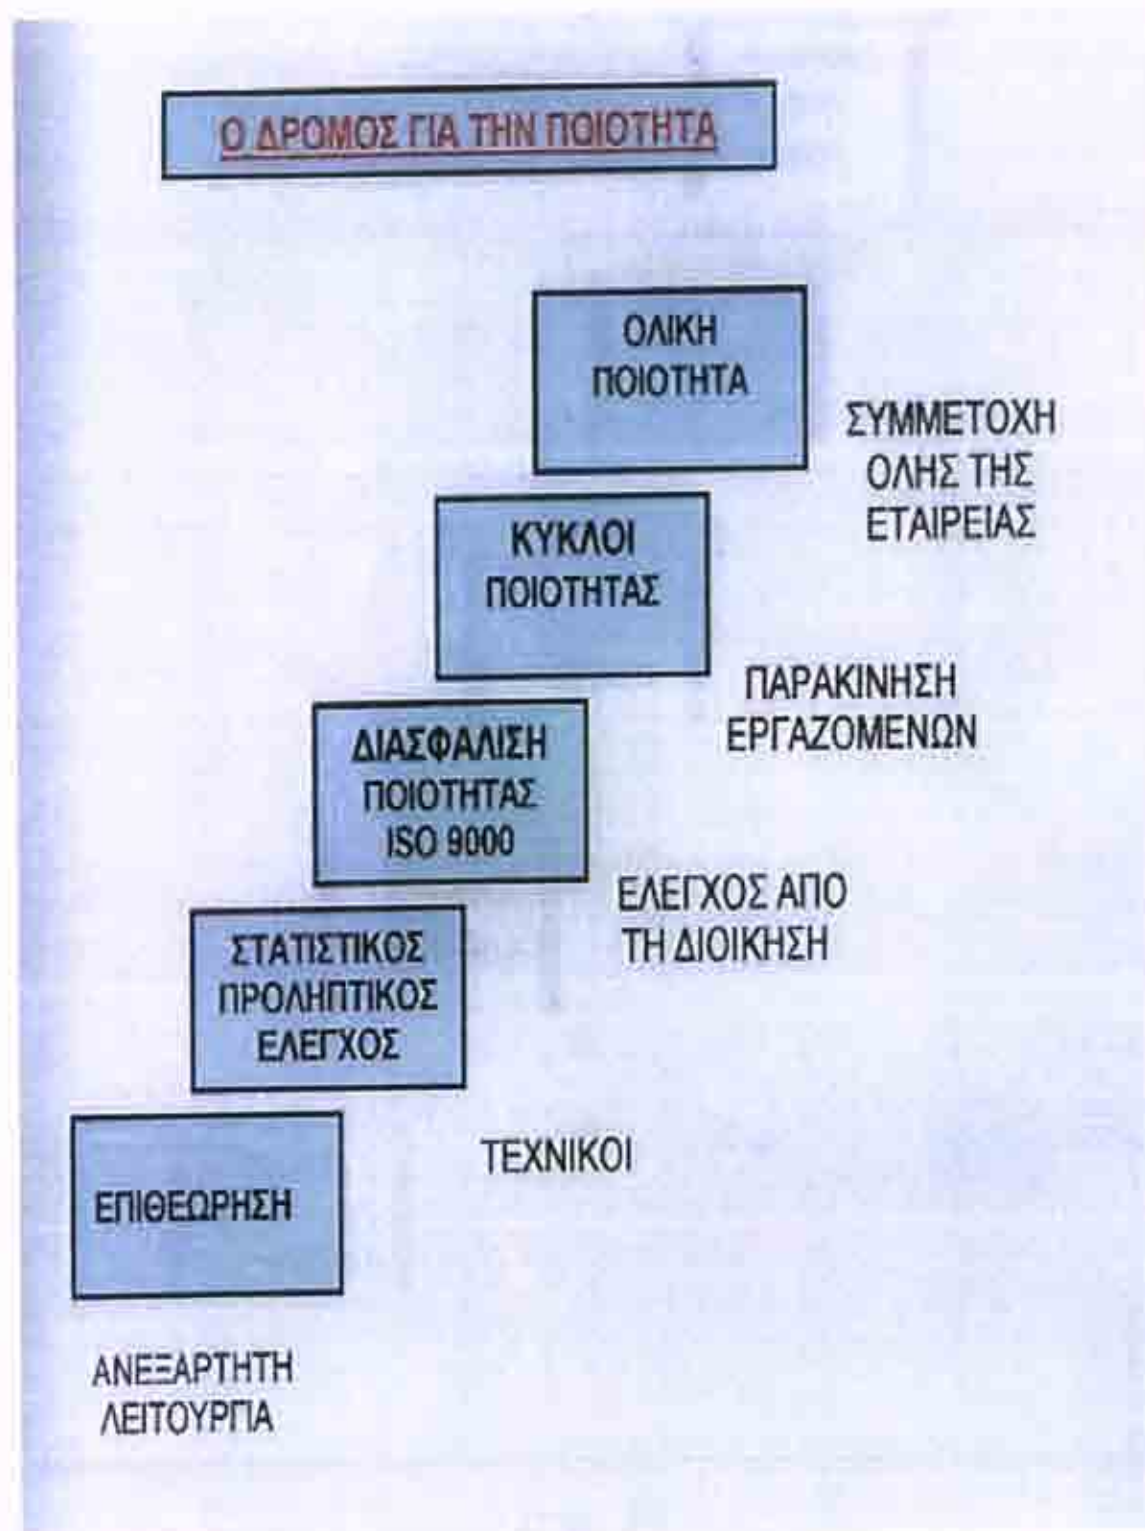 Ο ΔΡΟΜΟΣ ΓΙΑ ΤΗΝ ΠΟΙΟΤΗΤΑ
ΟΛΙΚΗ
ΠΟΙΟΤΗΤΑ
ΣΥΜΜΕΤΟΧΗ
ΟΛΗΣ ΤΗΣ
ΕΤΑΙΡΕΙΑΣ
ΚΥΚΛΟΙ
ΠΟΙΟΤΗΤΑΣ
ΠΑΡΑΚΙΝΗΣΗ
ΕΡΓΑΖΟΜΕΝΩΝ
ΔΙΑΣΦΑΛΙΣΗ
ΠΟΙΟΤΗΤΑΣ
ISO 9000
ΕΛΕΓΧΟΣ ΑΠΟ
ΤΗ ΔΙΟΙΚΗΣΗ
ΣΤΑΤΙΣΤΙΚΟΣ
ΠΡΟΛΗΠΤΙΚΟΣ
ΕΛΕΓΧΟΣ
ΤΕΧΝΙΚΟΙ
ΕΠΙΘΕΩΡΗΣΗ
ΑΝΕΞΑΡΤΗΤΗ
ΛΕΙΤΟΥΡΓΙΑ